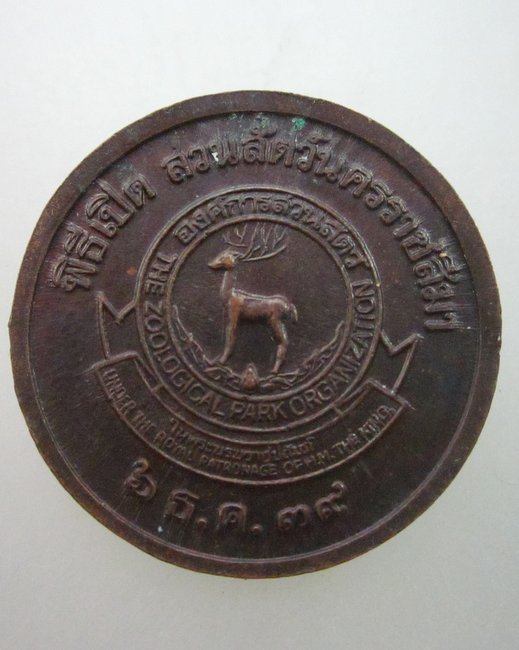 พิธีเปิด สวนสัตว์นครราชสีมา
องค์การสวนสัตว์
THE ZOOLOGICAL PARK ORGANIZATION
ในพระบรมราชูปถัมภ์
UNDER THE ROYAL PATRONAGE OF H.M. THE KING
๖ ธ.ค. ๓๙